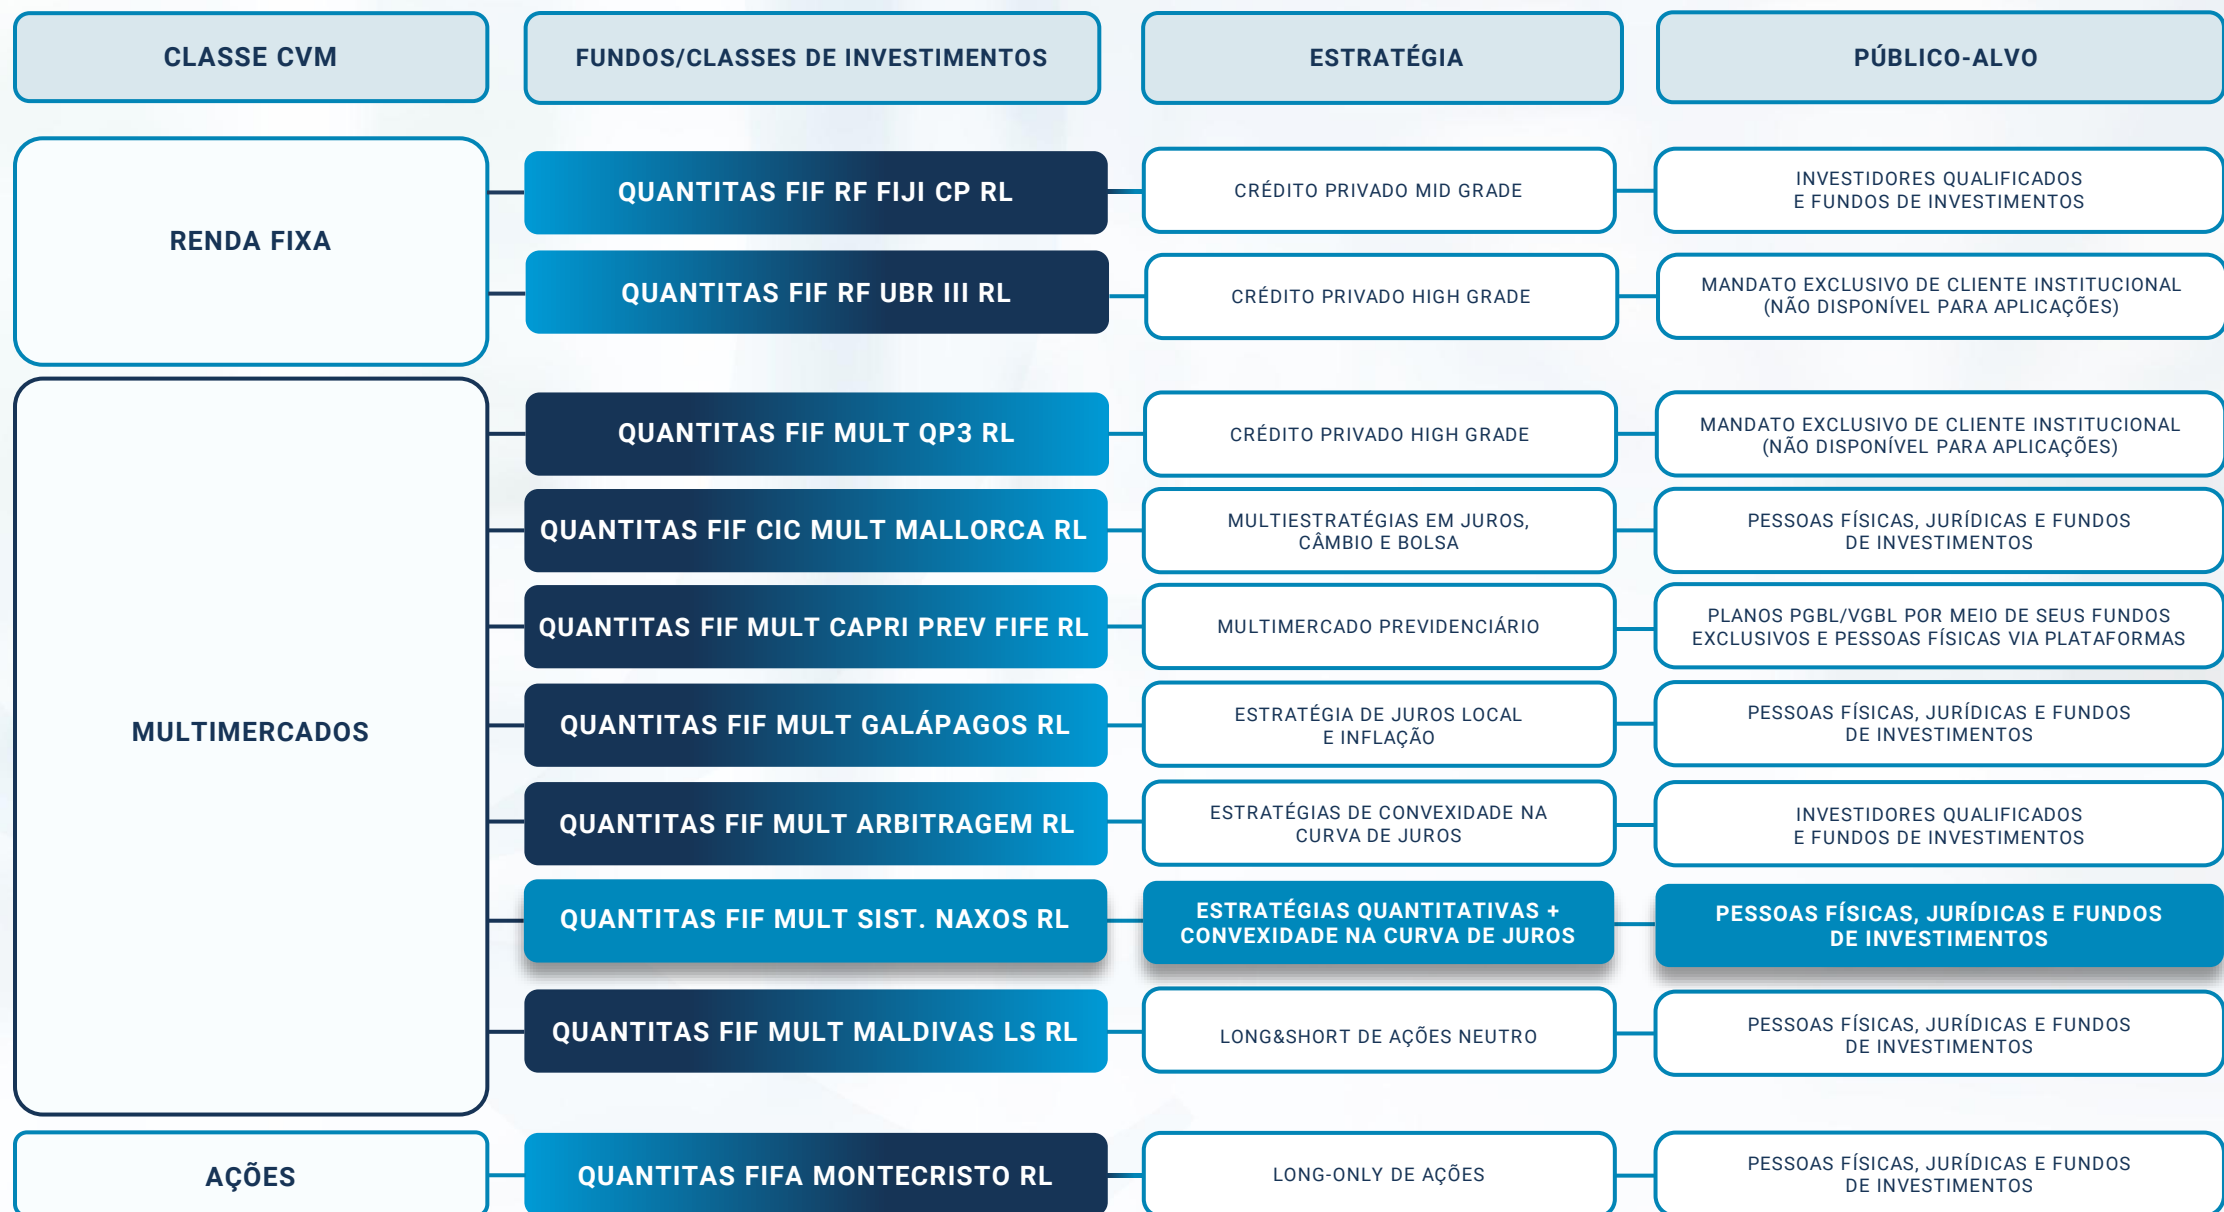 CLASSE CVM
FUNDOS/CLASSES DE INVESTIMENTOS
ESTRATÉGIA
PÚBLICO-ALVO
RENDA FIXA
QUANTITAS FIF RF FIJI CP RL
CRÉDITO PRIVADO MID GRADE
INVESTIDORES QUALIFICADOS
E FUNDOS DE INVESTIMENTOS
QUANTITAS FIF RF UBR III RL
CRÉDITO PRIVADO HIGH GRADE
MANDATO EXCLUSIVO DE CLIENTE INSTITUCIONAL
(NÃO DISPONÍVEL PARA APLICAÇÕES)
MULTIMERCADOS
QUANTITAS FIF MULT QP3 RL
CRÉDITO PRIVADO HIGH GRADE
MANDATO EXCLUSIVO DE CLIENTE INSTITUCIONAL
(NÃO DISPONÍVEL PARA APLICAÇÕES)
QUANTITAS FIF CIC MULT MALLORCA RL
MULTIESTRATÉGIAS EM JUROS,
CÂMBIO E BOLSA
PESSOAS FÍSICAS, JURÍDICAS E FUNDOS
DE INVESTIMENTOS
QUANTITAS FIF MULT CAPRI PREV FIFE RL
MULTIMERCADO PREVIDENCIÁRIO
PLANOS PGBL/VGBL POR MEIO DE SEUS FUNDOS
EXCLUSIVOS E PESSOAS FÍSICAS VIA PLATAFORMAS
QUANTITAS FIF MULT GALÁPAGOS RL
ESTRATÉGIA DE JUROS LOCAL
E INFLAÇÃO
PESSOAS FÍSICAS, JURÍDICAS E FUNDOS
DE INVESTIMENTOS
QUANTITAS FIF MULT ARBITRAGEM RL
ESTRATÉGIAS DE CONVEXIDADE NA
CURVA DE JUROS
INVESTIDORES QUALIFICADOS
E FUNDOS DE INVESTIMENTOS
QUANTITAS FIF MULT SIST. NAXOS RL
ESTRATÉGIAS QUANTITATIVAS +
CONVEXIDADE NA CURVA DE JUROS
PESSOAS FÍSICAS, JURÍDICAS E FUNDOS
DE INVESTIMENTOS
QUANTITAS FIF MULT MALDIVAS LS RL
LONG&SHORT DE AÇÕES NEUTRO
PESSOAS FÍSICAS, JURÍDICAS E FUNDOS
DE INVESTIMENTOS
AÇÕES
QUANTITAS FIFA MONTECRISTO RL
LONG-ONLY DE AÇÕES
PESSOAS FÍSICAS, JURÍDICAS E FUNDOS
DE INVESTIMENTOS